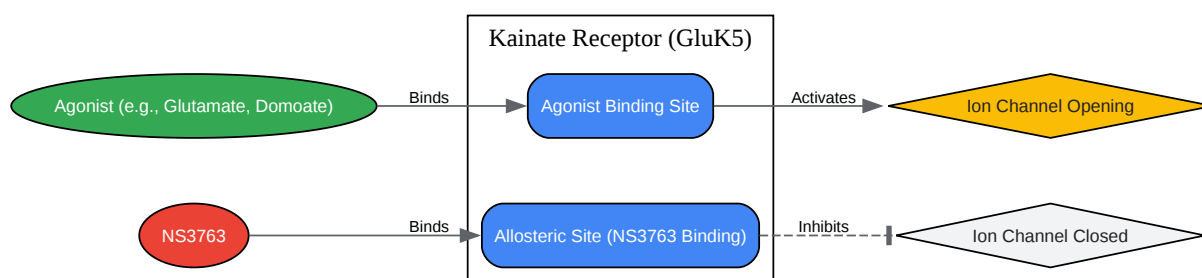 Kainate Receptor (GluK5)
Agonist (e.g., Glutamate, Domoate)
Binds
Agonist Binding Site
Activates
Ion Channel Opening
NS3763
Binds
Allosteric Site (NS3763 Binding)
Inhibits
Ion Channel Closed